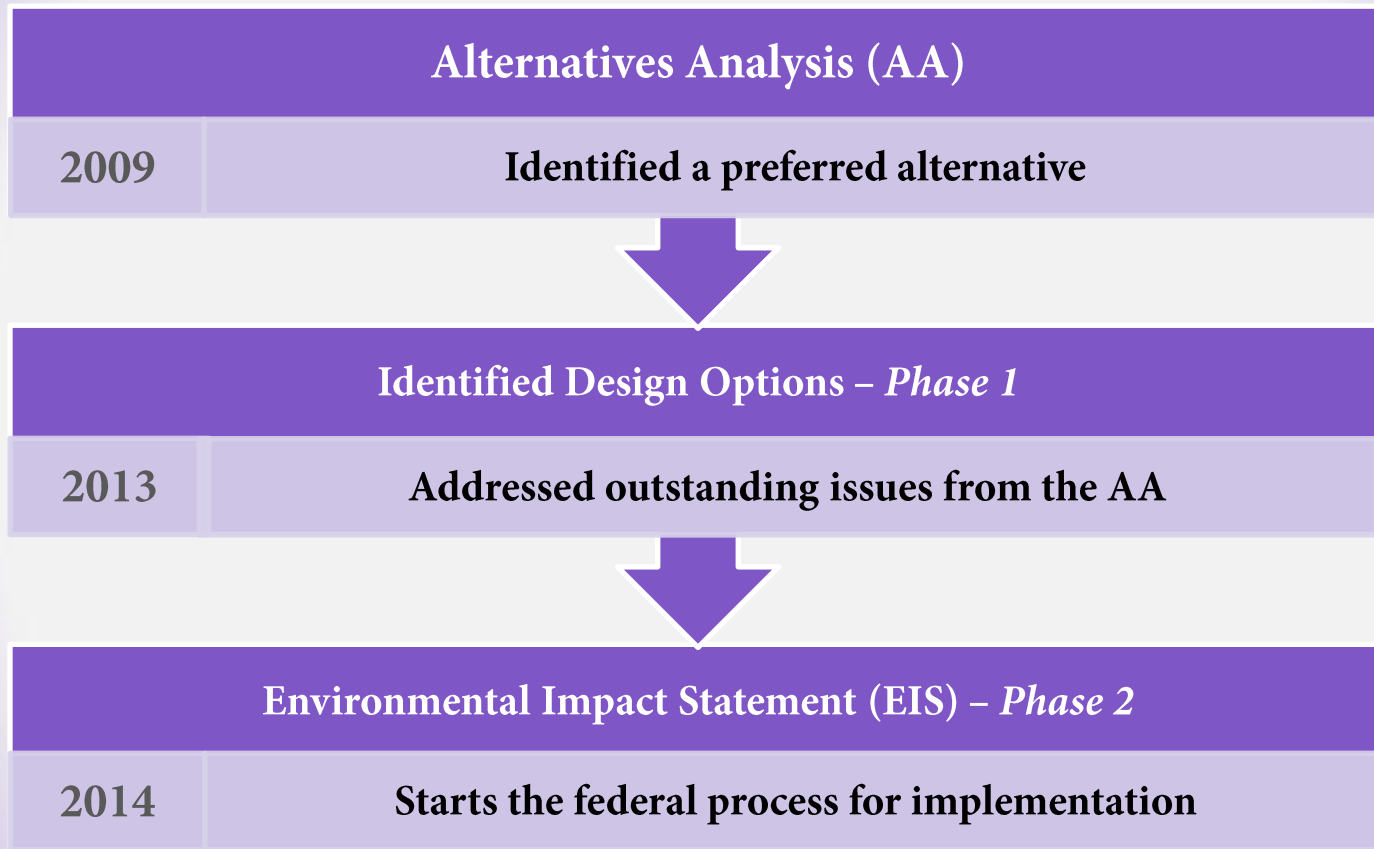 Alternatives Analysis (AA)
2009
Identified a preferred alternative
Identified Design Options – Phase 1
2013
Addressed outstanding issues from the AA
Environmental Impact Statement (EIS) – Phase 2
2014
Starts the federal process for implementation